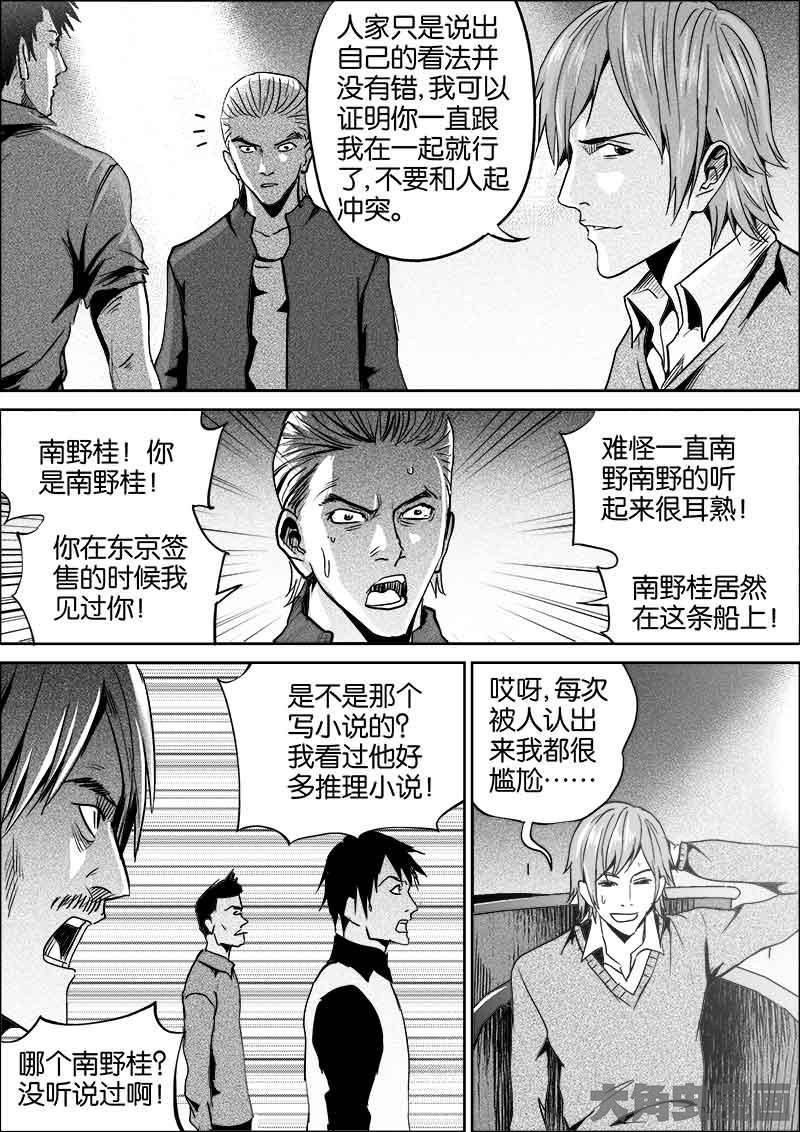 人家只是说出
自己的看法并
没有错，我可以
证明你一直跟
我在一起就行
了，不要和人起
冲突。
南野桂！你
是南野桂！
你在东京签
售的时候我
见过你！
难怪一直南
野南野的听
起来很耳熟！
南野桂居然
在这条船上！
是不是那个
写小说的？
我看过他好
多推理小说！
哪个南野桂？
没听说过啊！
哎呀，每次
被人认出
来我都很
尴尬……
大角虫漫画